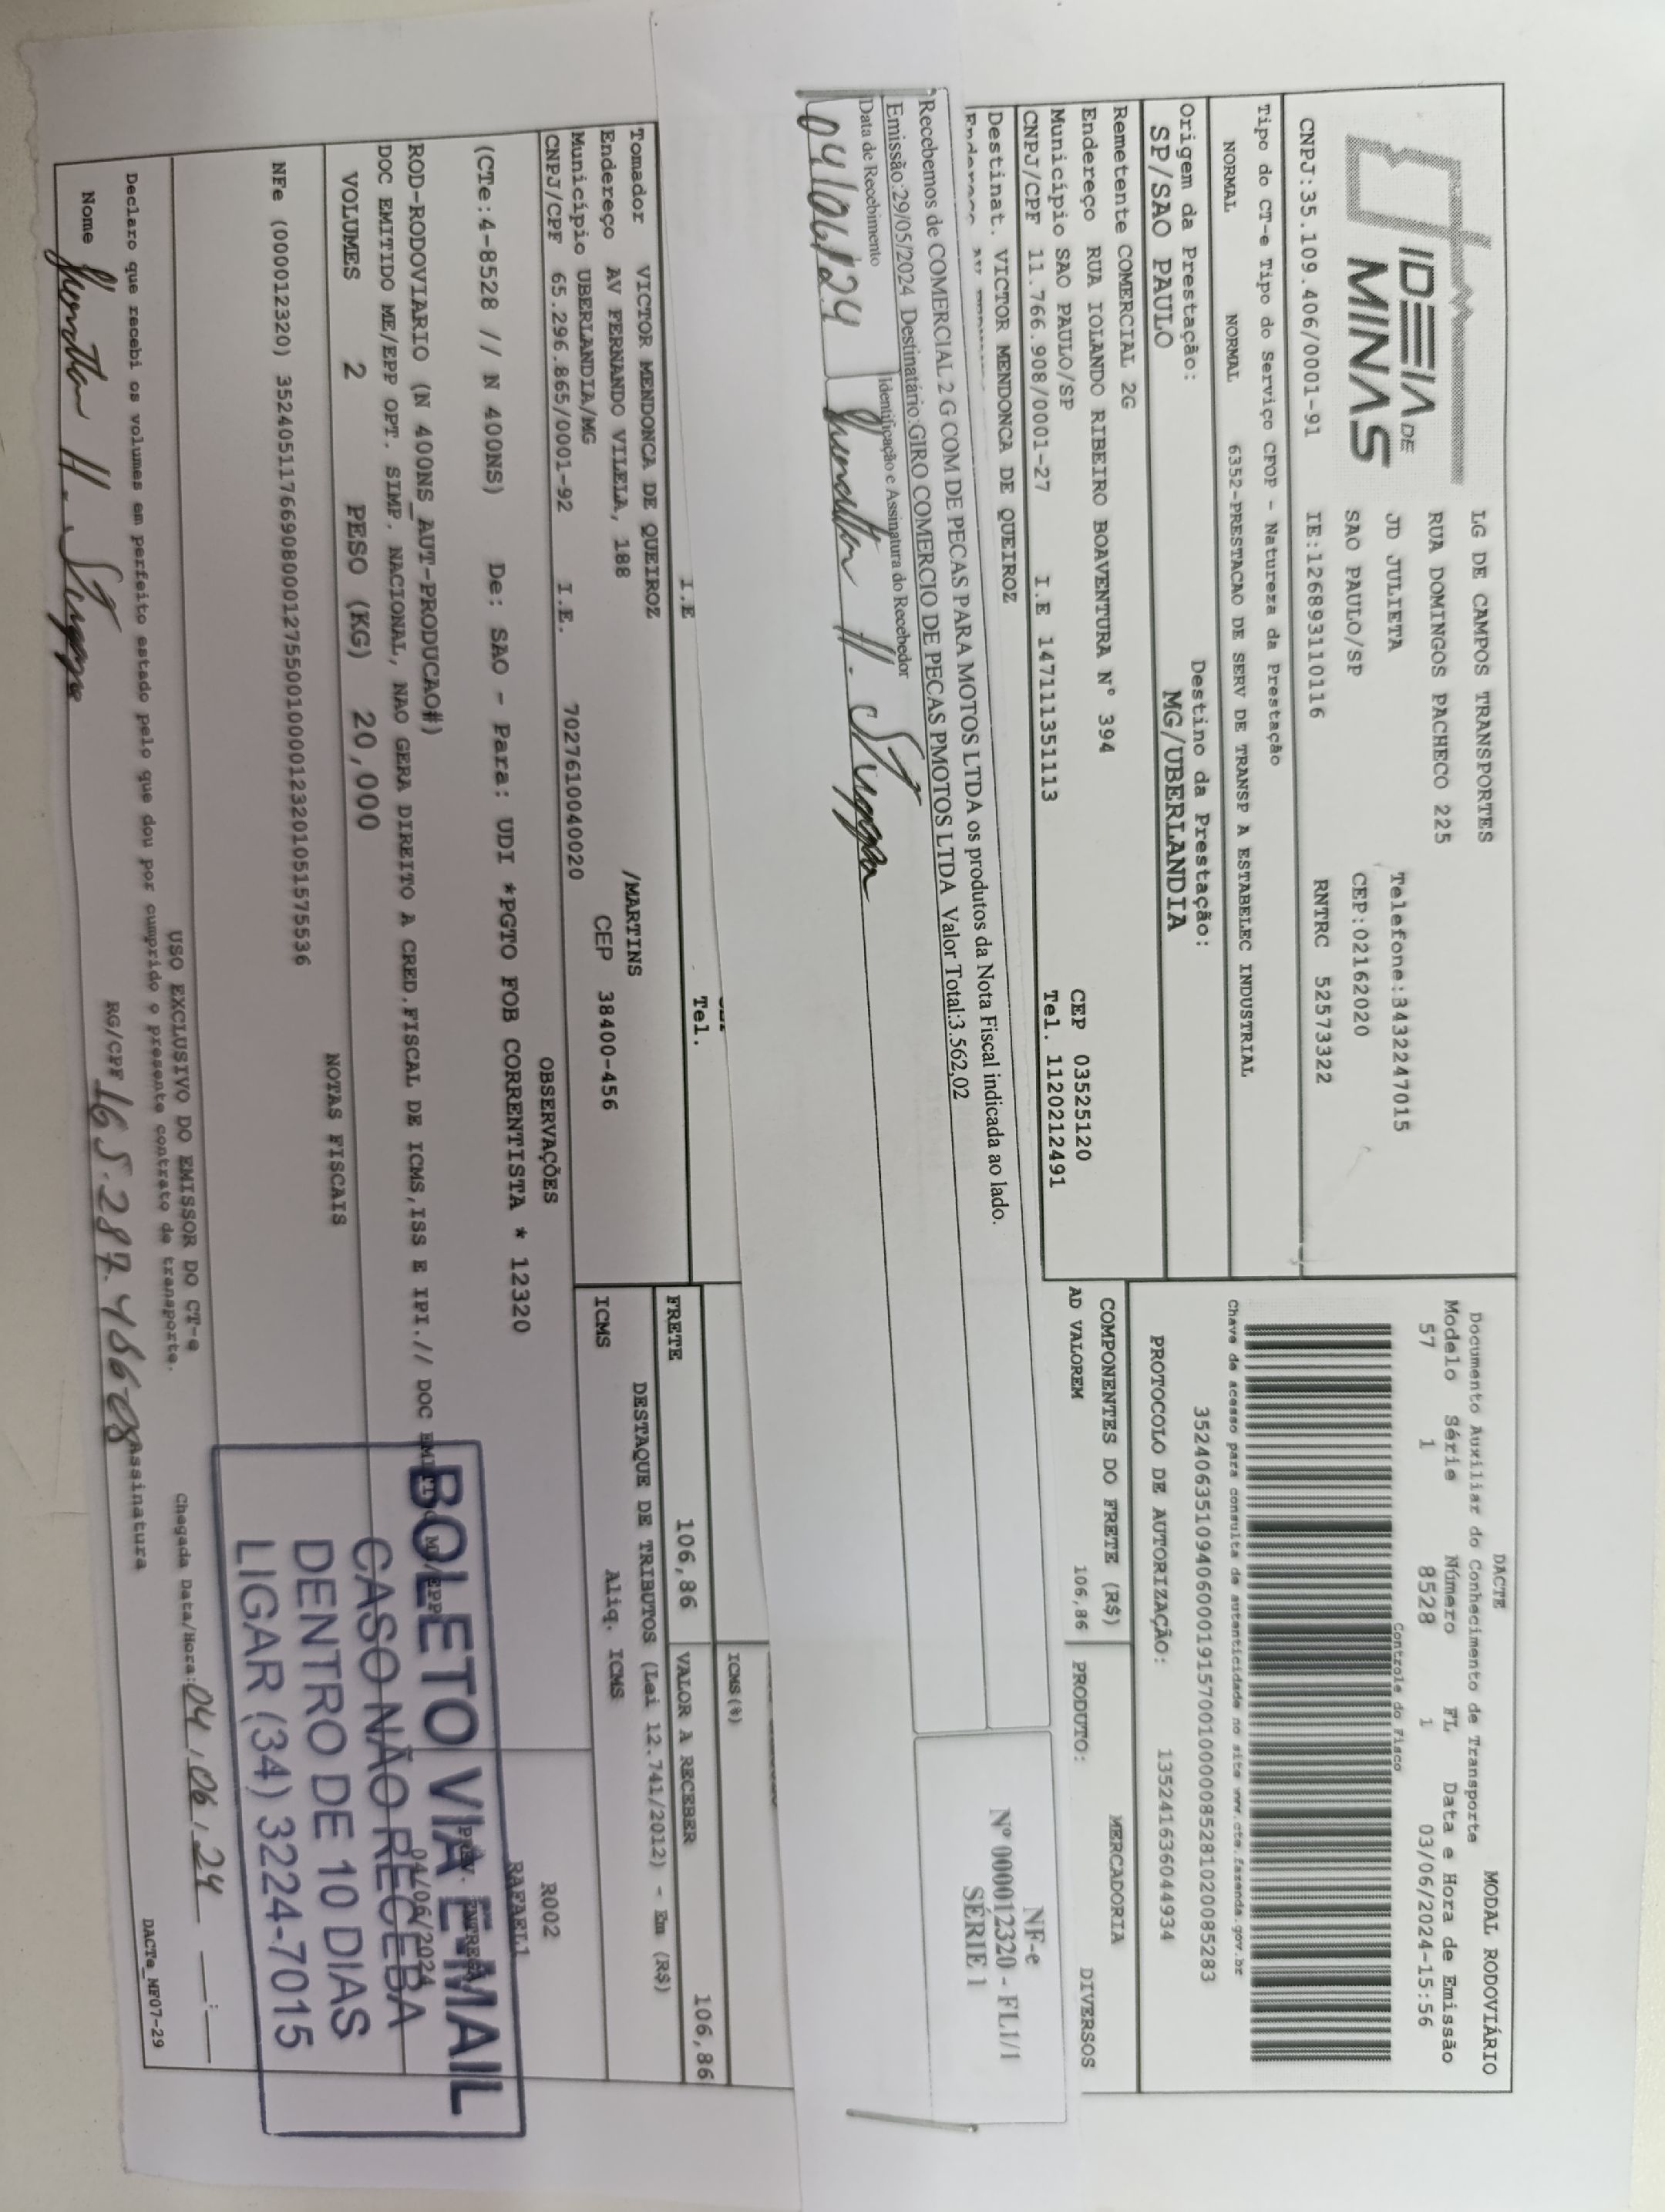 IDEIA DE
MINAS
LG DE CAMPOS TRANSPORTES
RUA DOMINGOS PACHECO 225
JD JULIETA Telefone:3432247015
SAO PAULO/SP CEP:02162020
CNPJ:35.109.406/0001-91 IE:126893110116 RNTRC 52573322
Tipo do CT-e Tipo do Serviço CFOP - Natureza da Prestação
NORMAL NORMAL 6352-PRESTACAO DE SERV DE TRANSP A ESTABELEC INDUSTRIAL
Origem da Prestação: Destino da Prestação:
SP/SAO PAULO MG/UBERLANDIA
DACTE MODAL RODOVIÁRIO
Documento Auxiliar do Conhecimento de Transporte
Modelo Série Número FL Data e Hora de Emissão
57 1 8528 1 03/06/2024-15:56
Controle do Fisco
Chave de acesso para consulta de autenticidade no site www.cte.fazenda.gov.br
35240635109406000191570010000085281020085283
PROTOCOLO DE AUTORIZAÇÃO: 135241636044934
Remetente COMERCIAL 2G
Endereço RUA IOLANDO RIBEIRO BOAVENTURA N° 394
Município SAO PAULO/SP CEP 03525120
CNPJ/CPF 11.766.908/0001-27 I.E 147111351113 Tel. 1120212491
Destinat. VICTOR MENDONCA DE QUEIROZ
COMPONENTES DO FRETE (R$) MERCADORIA
AD VALOREM 106,86 PRODUTO: DIVERSOS
Recebemos de COMERCIAL 2 G COM DE PECAS PARA MOTOS LTDA os produtos da Nota Fiscal indicada ao lado.
Emissão:29/05/2024 Destinatário:GIRO COMERCIO DE PECAS PMOTOS LTDA Valor Total:3.562,02
Data de Recebimento Identificação e Assinatura do Recebedor
04/06/24
NF-e
Nº 000012320 - FL1/1
SÉRIE 1
I.E Tel.
ICMS(%)
Tomador VICTOR MENDONCA DE QUEIROZ
Endereço AV FERNANDO VILELA, 188 /MARTINS
Município UBERLANDIA/MG CEP 38400-456
CNPJ/CPF 65.296.865/0001-92 I.E. 7027610040020
FRETE 106,86 VALOR A RECEBER 106,86
DESTAQUE DE TRIBUTOS (Lei 12.741/2012) - Em (R$)
ICMS Aliq. ICMS
OBSERVAÇÕES
R002
(CTe:4-8528 // N 400NS) De: SAO - Para: UDI *PGTO FOB CORRENTISTA * 12320
RAFAEL1
ROD-RODOVIARIO (N 400NS_AUT-PRODUCAO#)
DOC EMITIDO ME/EPP OPT. SIMP. NACIONAL, NAO GERA DIREITO A CRED.FISCAL DE ICMS,ISS E IPI.// DOC EMITIDO ME/EPP
PREV. ENTREGA
04/06/2024
VOLUMES 2 PESO (KG) 20,000
NOTAS FISCAIS
NFe (000012320) 35240511766908000127550010000123201051575536
BOLETO VIA EMAIL
CASO NÃO RECEBA
DENTRO DE 10 DIAS
LIGAR (34) 3224-7015
USO EXCLUSIVO DO EMISSOR DO CT-e
Declaro que recebi os volumes em perfeito estado pelo que dou por cumprido o presente contrato de transporte.
Chegada Data/Hora: 04/06/24 __:__
Nome RG/CPF 165.287.466-08 Assinatura
DACTe_MF07-29